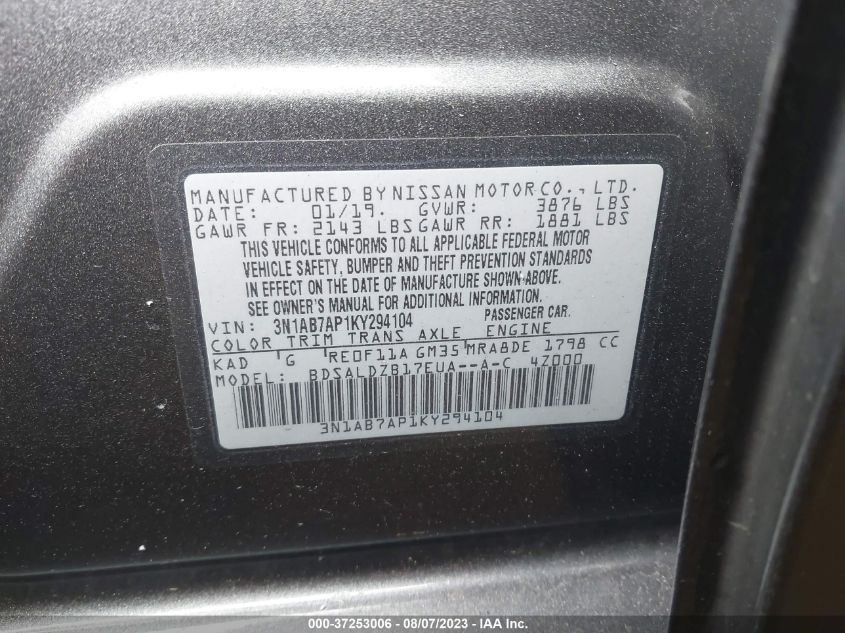 MANUFACTURED BY NISSAN MOTOR CO., LTD.
DATE: 01/19. GVWR: 3876 LBS
GAWR FR: 2143 LBS GAWR RR: 1881 LBS
THIS VEHICLE CONFORMS TO ALL APPLICABLE FEDERAL MOTOR
VEHICLE SAFETY, BUMPER AND THEFT PREVENTION STANDARDS
IN EFFECT ON THE DATE OF MANUFACTURE SHOWN ABOVE.
SEE OWNER'S MANUAL FOR ADDITIONAL INFORMATION.
VIN: 3N1AB7AP1KY294104 PASSENGER CAR.
COLOR TRIM TRANS AXLE ENGINE
KAD 'G 'RE0F11A GM35 MRA8DE 1798 CC
MODEL: BDSALDZB17EUA--A-C 4Z000
3N1AB7AP1KY294104
000-37253006 - 08/07/2023 - IAA Inc.